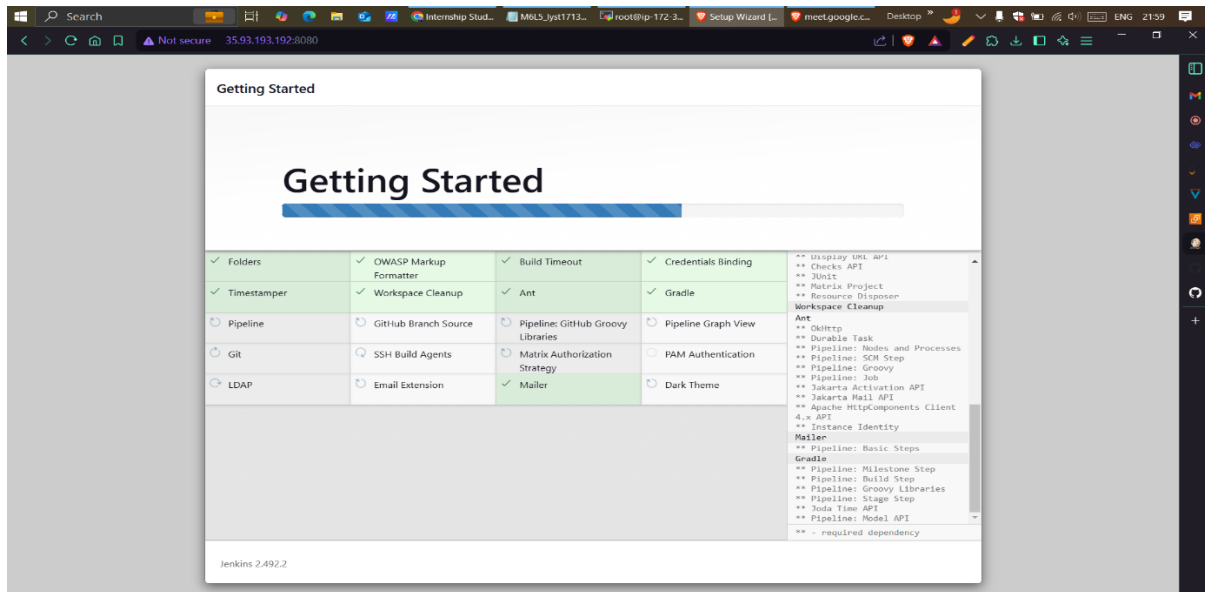 Search
Internship Stud...
M6L5_lyst1713...
root@ip-172-3...
Setup Wizard [...
meet.google.c...
Desktop
ENG
21:59
Not secure
35.93.193.192:8080
Getting Started
Getting Started
Folders
OWASP Markup
Formatter
Build Timeout
Credentials Binding
Timestamper
Workspace Cleanup
Ant
Gradle
Pipeline
GitHub Branch Source
Pipeline: GitHub Groovy
Libraries
Pipeline Graph View
Git
SSH Build Agents
Matrix Authorization
Strategy
PAM Authentication
LDAP
Email Extension
Mailer
Dark Theme
** Display URL API
** Checks API
** JUnit
** Matrix Project
** Resource Disposer
Workspace Cleanup
Ant
** OkHttp
** Durable Task
** Pipeline: Nodes and Processes
** Pipeline: SCM Step
** Pipeline: Groovy
** Pipeline: Job
** Jakarta Activation API
** Jakarta Mail API
** Apache HttpComponents Client
4.x API
** Instance Identity
Mailer
** Pipeline: Basic Steps
Gradle
** Pipeline: Milestone Step
** Pipeline: Build Step
** Pipeline: Groovy Libraries
** Pipeline: Stage Step
** Joda Time API
** Pipeline: Model API
** - required dependency
Jenkins 2.492.2